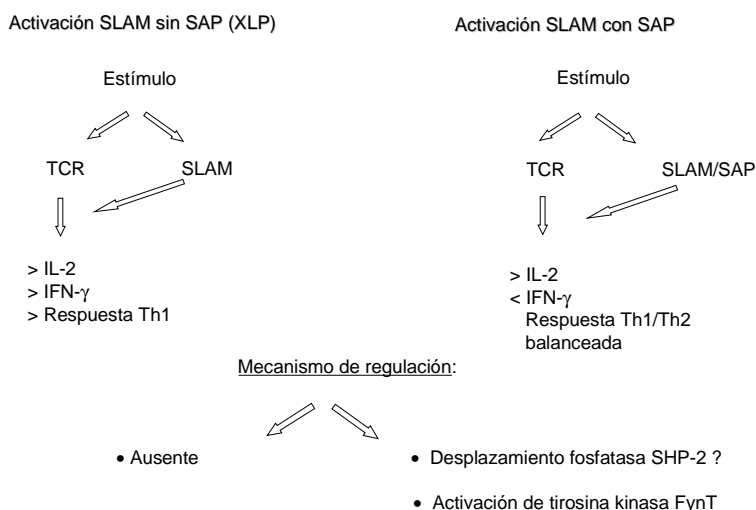 Activación SLAM sin SAP (XLP)
Activación SLAM con SAP
Estímulo
Estímulo
TCR
SLAM
TCR
SLAM/SAP
> IL-2
> IFN-γ
> Respuesta Th1
> IL-2
< IFN-γ
Respuesta Th1/Th2
balanceada
Mecanismo de regulación:
• Ausente
• Desplazamiento fosfatasa SHP-2 ?
• Activación de tirosina kinasa FynT